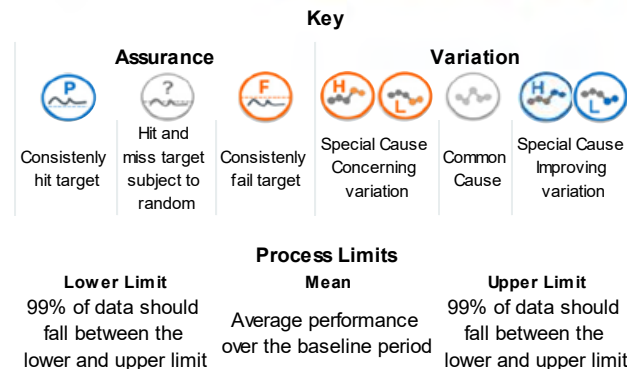 Key
Assurance
Variation
P
?
F
H
L
H
L
Consistenly
hit target
Hit and
miss target
subject to
random
Consistenly
fail target
Special Cause
Concerning
variation
Common
Cause
Special Cause
Improving
variation
Process Limits
Lower Limit
99% of data should
fall between the
lower and upper limit
Mean
Average performance
over the baseline period
Upper Limit
99% of data should
fall between the
lower and upper limit